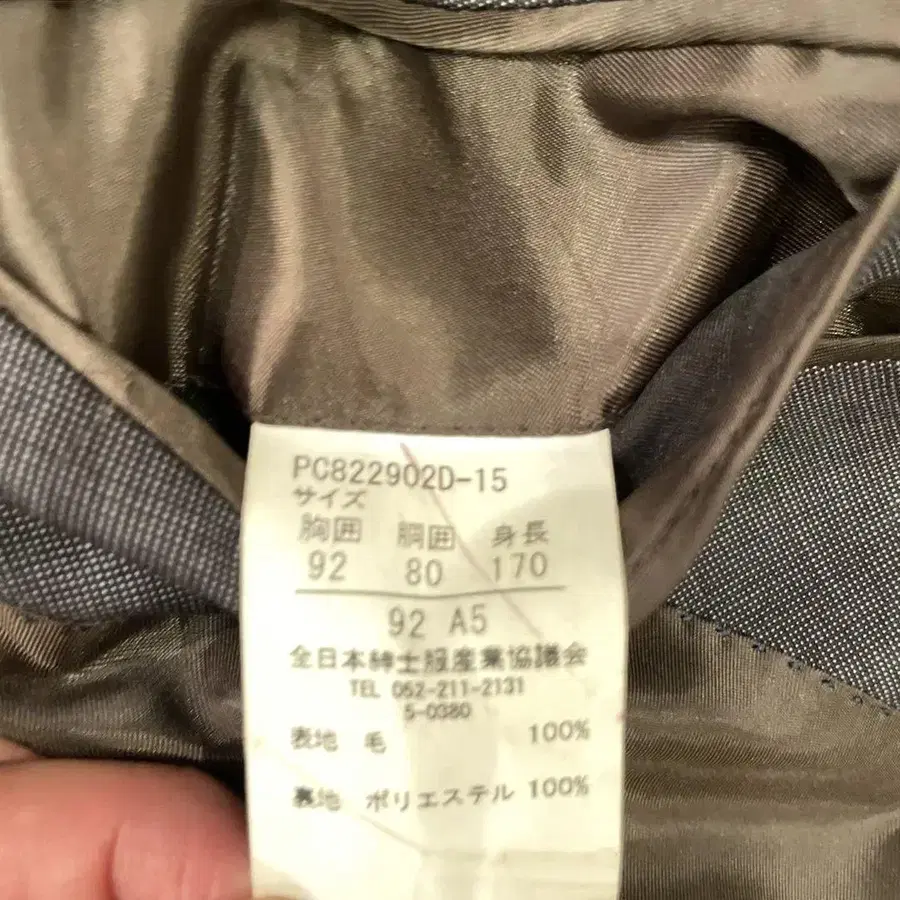 PC822902D-15
サイズ
胸囲 胴囲 身長
92 80 170
92 A5
全日本紳士服産業協議会
TEL 052-211-2131
5-0380
表地 毛 100%
裏地 ポリエステル 100%